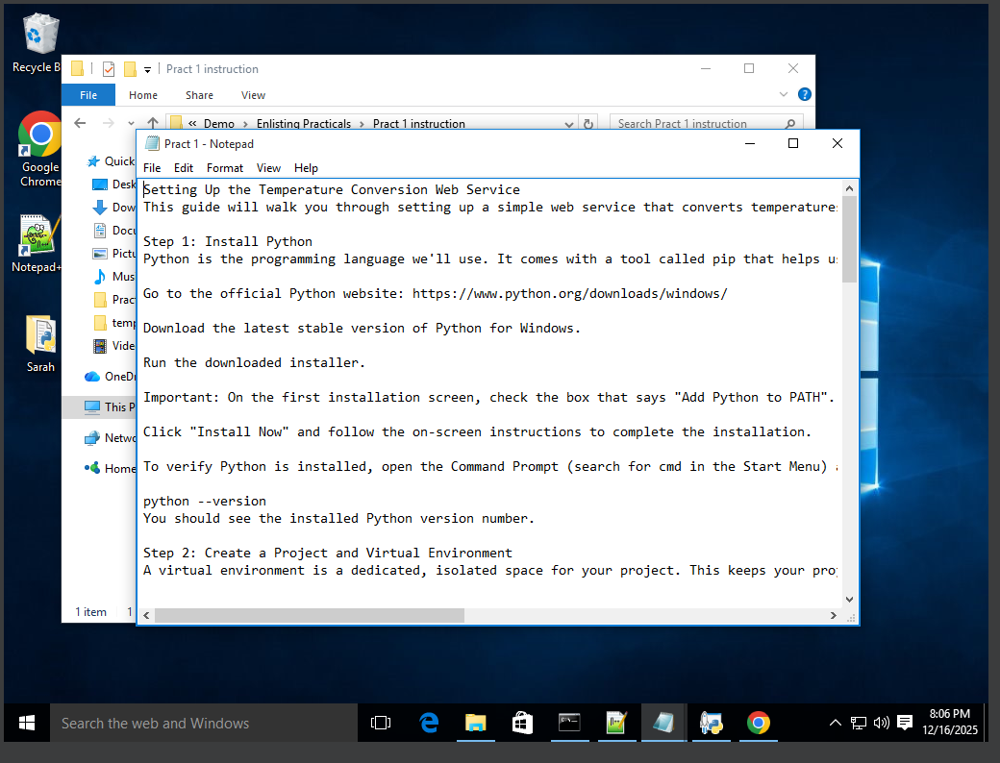 Recycle B
Google
Chrome
Notepad+
Sarah
Pract 1 instruction
File
Home
Share
View
« Demo › Enlisting Practicals › Pract 1 instruction
Search Pract 1 instruction
Quick
Desk
Dow
Docu
Pictu
Mus
Prac
temp
Vide
OneDr
This P
Netwo
Home
1 item
1
Pract 1 - Notepad
File
Edit
Format
View
Help
Setting Up the Temperature Conversion Web Service
This guide will walk you through setting up a simple web service that converts temperature
Step 1: Install Python
Python is the programming language we'll use. It comes with a tool called pip that helps u
Go to the official Python website: https://www.python.org/downloads/windows/
Download the latest stable version of Python for Windows.
Run the downloaded installer.
Important: On the first installation screen, check the box that says "Add Python to PATH".
Click "Install Now" and follow the on-screen instructions to complete the installation.
To verify Python is installed, open the Command Prompt (search for cmd in the Start Menu)
python --version
You should see the installed Python version number.
Step 2: Create a Project and Virtual Environment
A virtual environment is a dedicated, isolated space for your project. This keeps your pro
Search the web and Windows
8:06 PM
12/16/2025